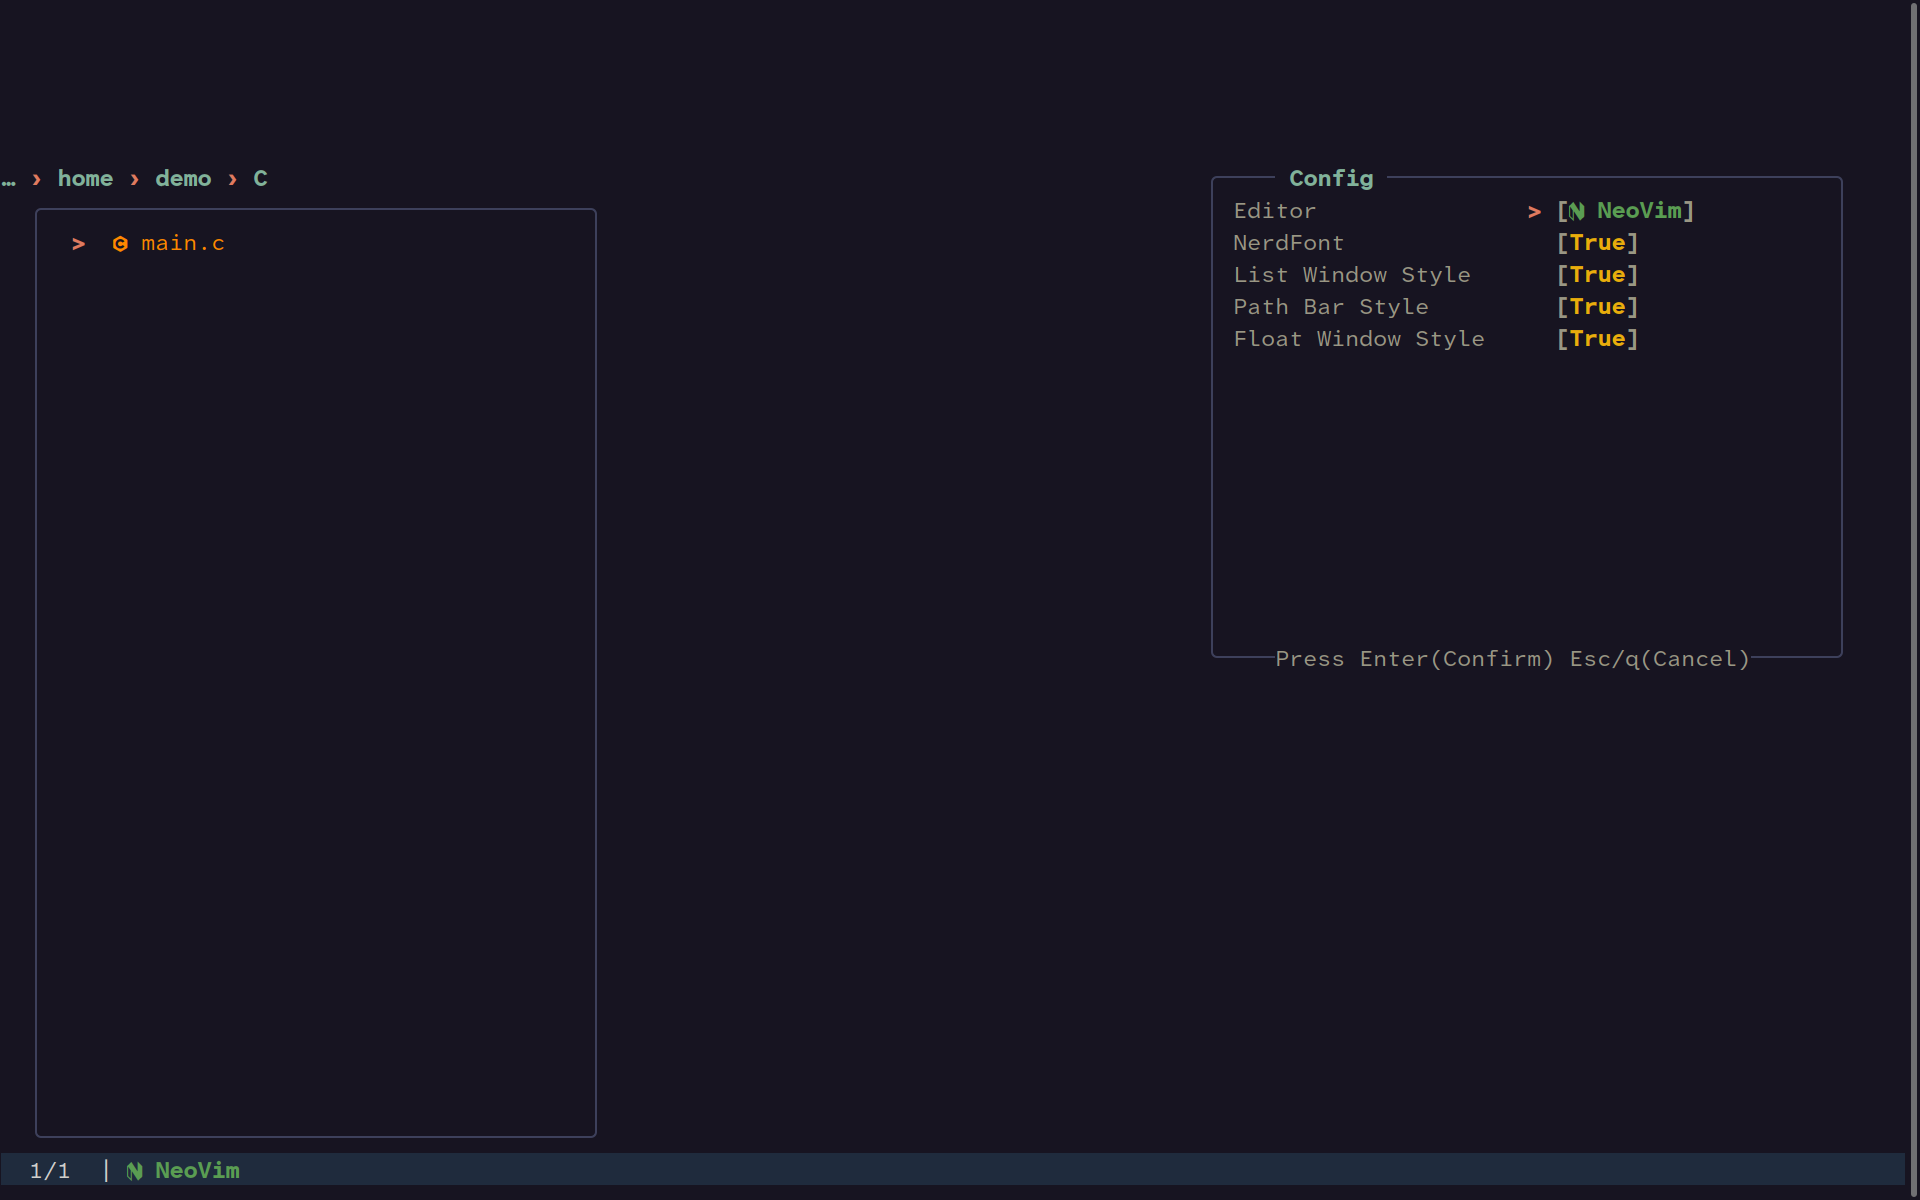 … › home › demo › C
> main.c
Config
Editor > [ NeoVim]
NerdFont [True]
List Window Style [True]
Path Bar Style [True]
Float Window Style [True]
Press Enter(Confirm) Esc/q(Cancel)
1/1 | NeoVim